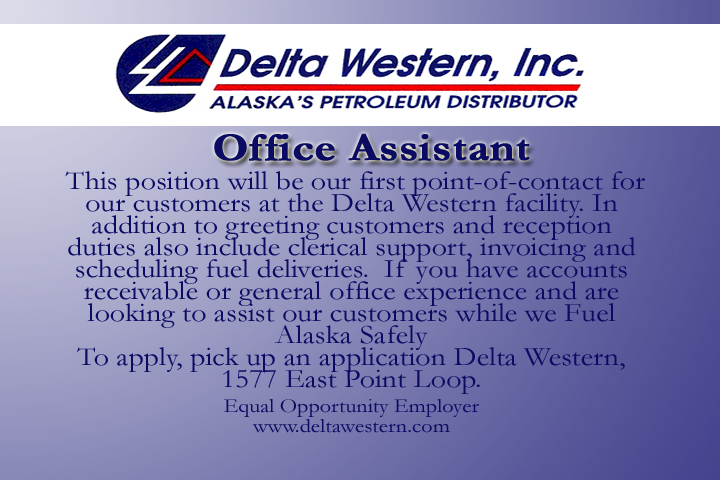 Delta Western, Inc.
ALASKA'S PETROLEUM DISTRIBUTOR
Office Assistant
This position will be our first point-of-contact for
our customers at the Delta Western facility. In
addition to greeting customers and reception
duties also include clerical support, invoicing and
scheduling fuel deliveries.  If you have accounts
receivable or general office experience and are
looking to assist our customers while we Fuel
Alaska Safely
To apply, pick up an application Delta Western,
1577 East Point Loop.
Equal Opportunity Employer
www.deltawestern.com